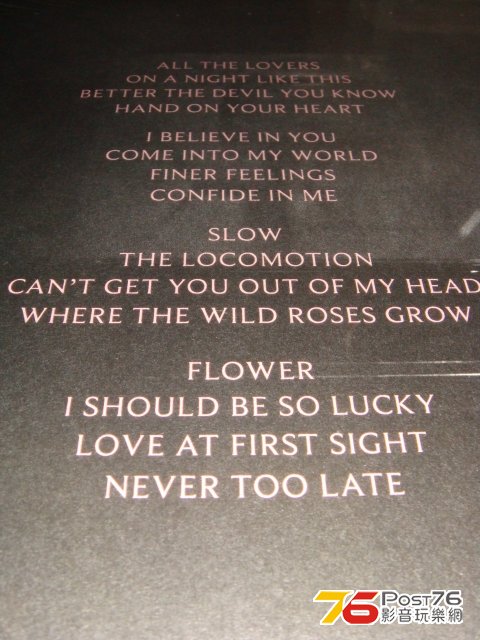 ALL THE LOVERS
ON A NIGHT LIKE THIS
BETTER THE DEVIL YOU KNOW
HAND ON YOUR HEART
I BELIEVE IN YOU
COME INTO MY WORLD
FINER FEELINGS
CONFIDE IN ME
SLOW
THE LOCOMOTION
CAN'T GET YOU OUT OF MY HEAD
WHERE THE WILD ROSES GROW
FLOWER
I SHOULD BE SO LUCKY
LOVE AT FIRST SIGHT
NEVER TOO LATE
76 Post76
影音玩樂網